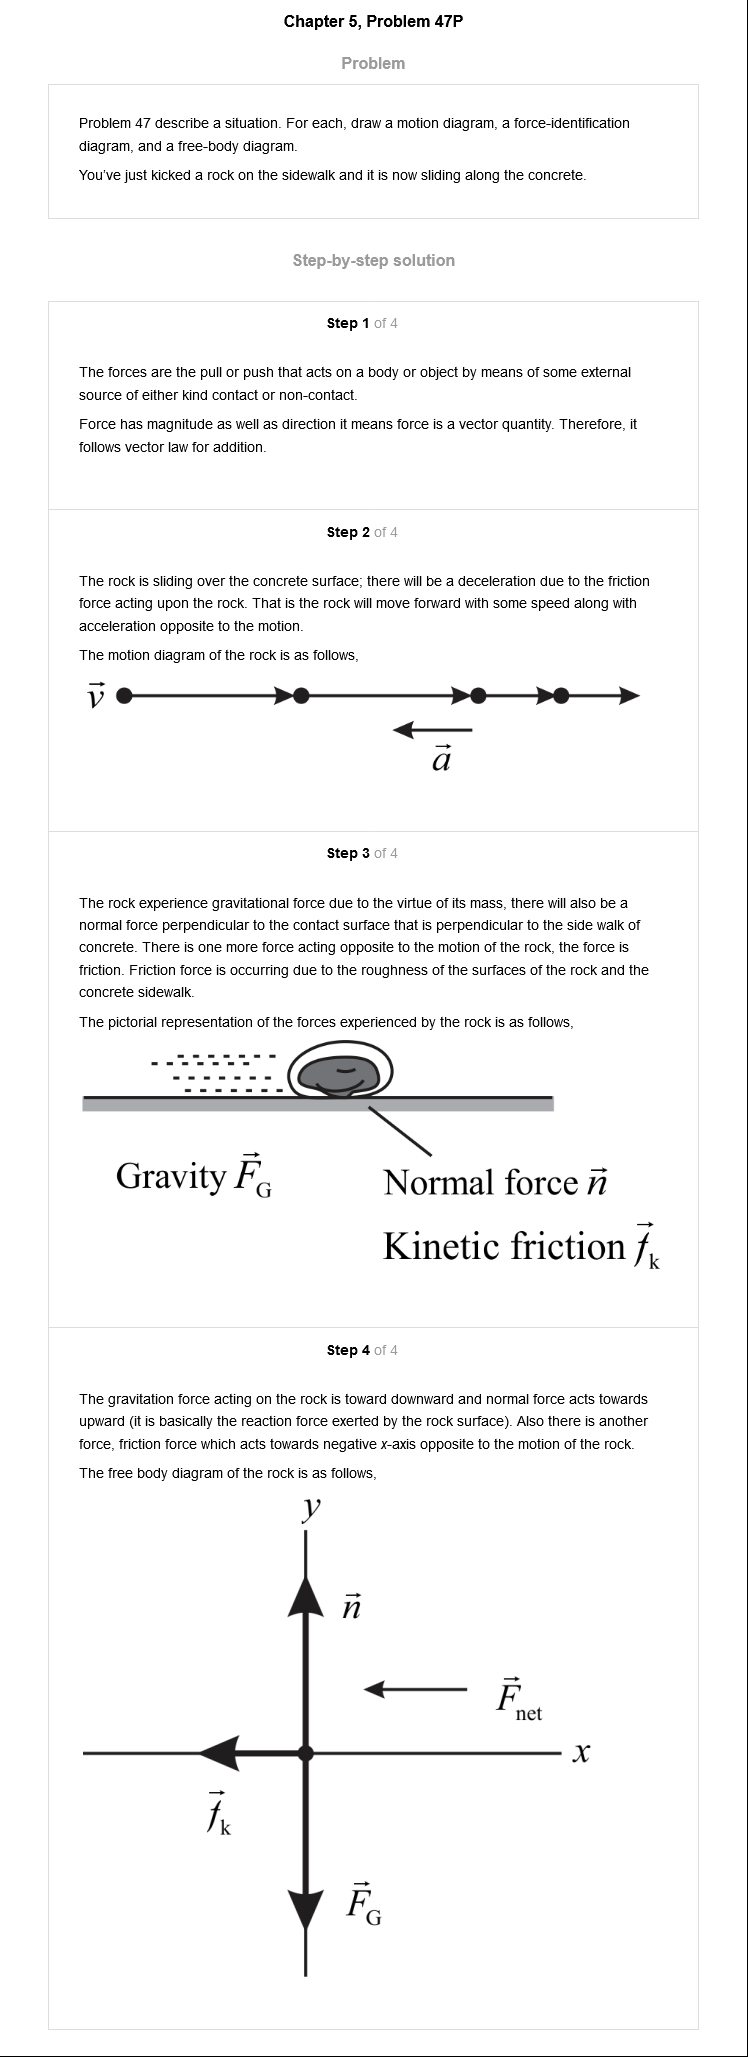 Chapter 5, Problem 47P
Problem
Problem 47 describe a situation. For each, draw a motion diagram, a force-identification
diagram, and a free-body diagram.
You've just kicked a rock on the sidewalk and it is now sliding along the concrete.
Step-by-step solution
Step 1 of 4
The forces are the pull or push that acts on a body or object by means of some external
source of either kind contact or non-contact.
Force has magnitude as well as direction it means force is a vector quantity. Therefore, it
follows vector law for addition.
Step 2 of 4
The rock is sliding over the concrete surface; there will be a deceleration due to the friction
force acting upon the rock. That is the rock will move forward with some speed along with
acceleration opposite to the motion.
The motion diagram of the rock is as follows,
v⃗
a⃗
Step 3 of 4
The rock experience gravitational force due to the virtue of its mass, there will also be a
normal force perpendicular to the contact surface that is perpendicular to the side walk of
concrete. There is one more force acting opposite to the motion of the rock, the force is
friction. Friction force is occurring due to the roughness of the surfaces of the rock and the
concrete sidewalk.
The pictorial representation of the forces experienced by the rock is as follows,
Gravity F⃗G
Normal force n⃗
Kinetic friction f⃗k
Step 4 of 4
The gravitation force acting on the rock is toward downward and normal force acts towards
upward (it is basically the reaction force exerted by the rock surface). Also there is another
force, friction force which acts towards negative x-axis opposite to the motion of the rock.
The free body diagram of the rock is as follows,
y
n⃗
F⃗net
x
f⃗k
F⃗G